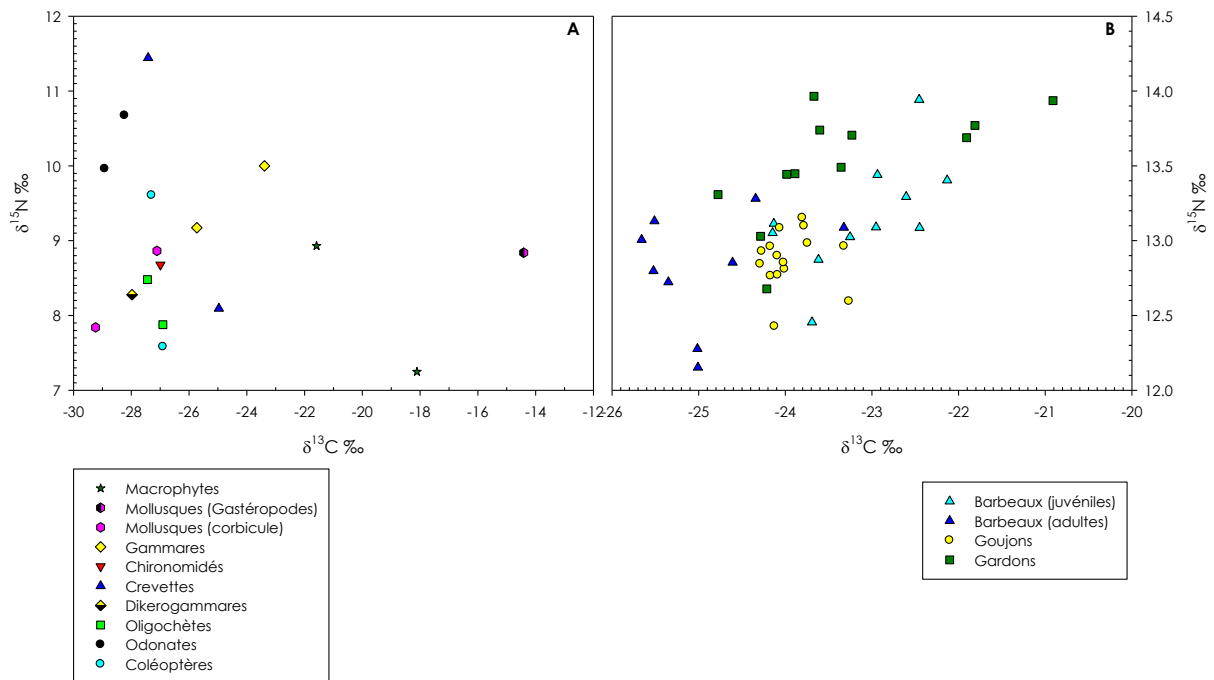 A
12
11
10
9
8
7
δ15N ‰
-30 -28 -26 -24 -22 -20 -18 -16 -14 -12
δ13C ‰
B
14.5
14.0
13.5
13.0
12.5
12.0
δ15N ‰
-26 -25 -24 -23 -22 -21 -20
δ13C ‰
Macrophytes
Mollusques (Gastéropodes)
Mollusques (corbicule)
Gammares
Chironomidés
Crevettes
Dikerogammares
Oligochètes
Odonates
Coléoptères
Barbeaux (juvéniles)
Barbeaux (adultes)
Goujons
Gardons